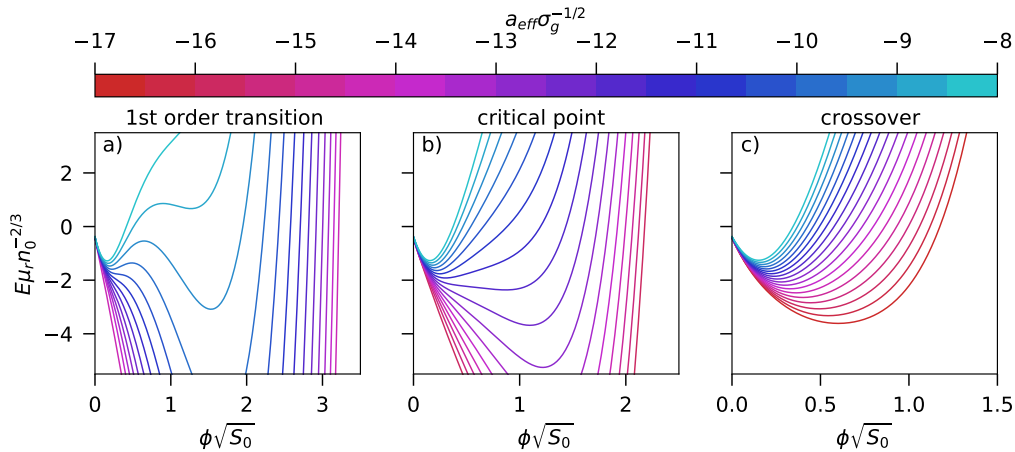 a_{eff}σ_g^{-1/2}
−17 −16 −15 −14 −13 −12 −11 −10 −9 −8
1st order transition critical point crossover
a) b) c)
Eμ_r n_0^{-2/3}
2
0
−2
−4
0 1 2 3
0 1 2
0.0 0.5 1.0 1.5
ϕ√S_0 ϕ√S_0 ϕ√S_0